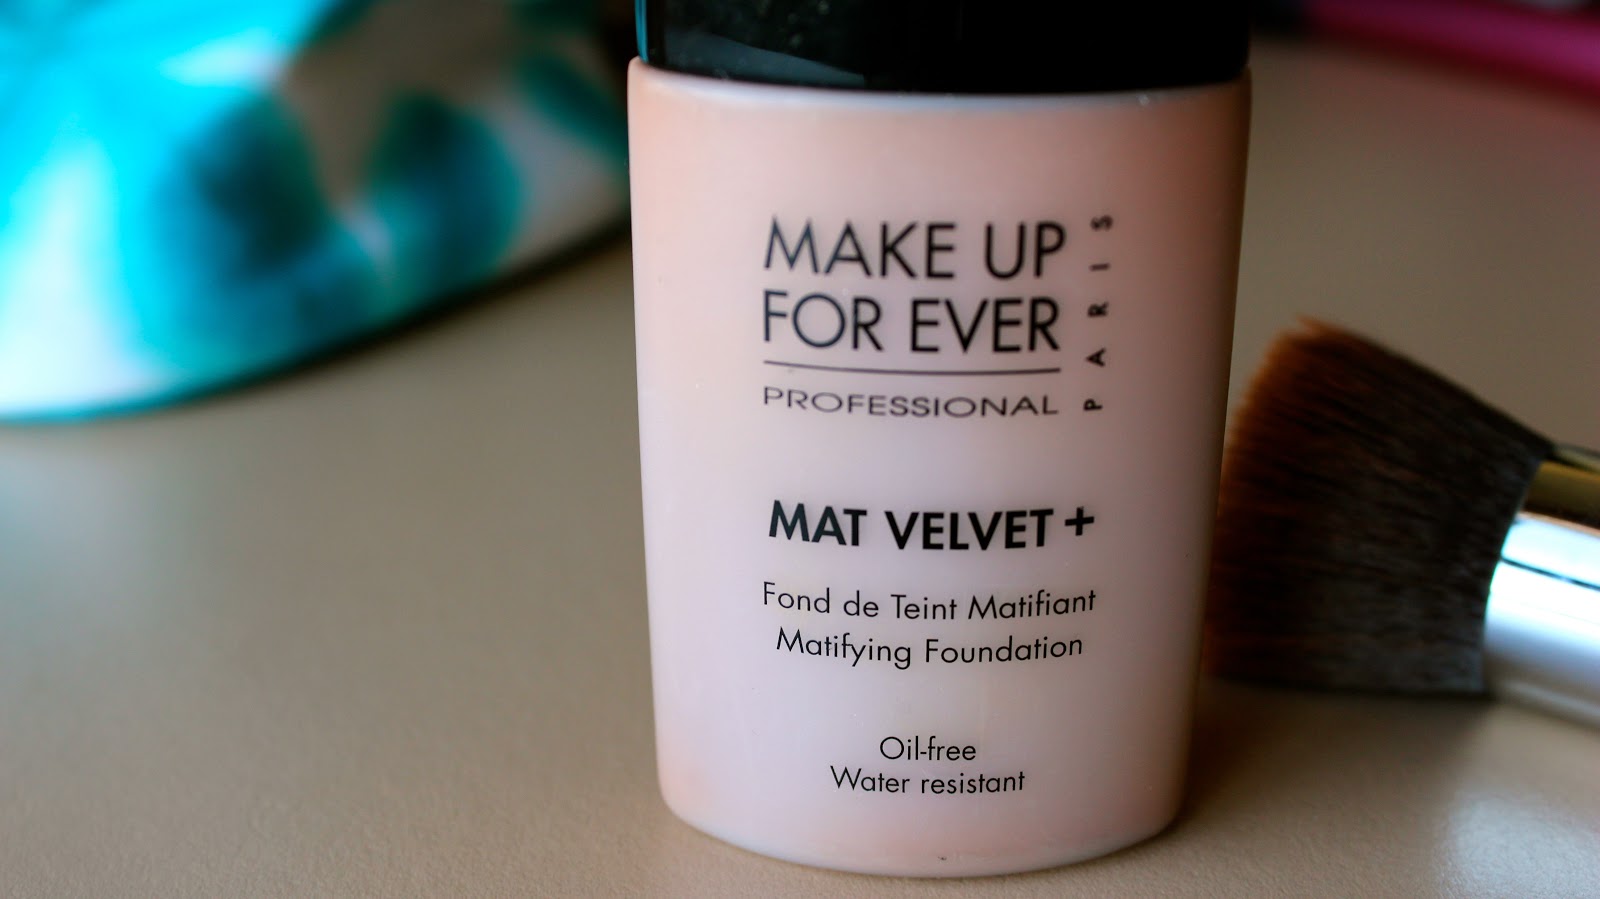 MAKE UP
FOR EVER
PROFESSIONAL
PARIS
MAT VELVET +
Fond de Teint Matifiant
Matifying Foundation
Oil-free
Water resistant